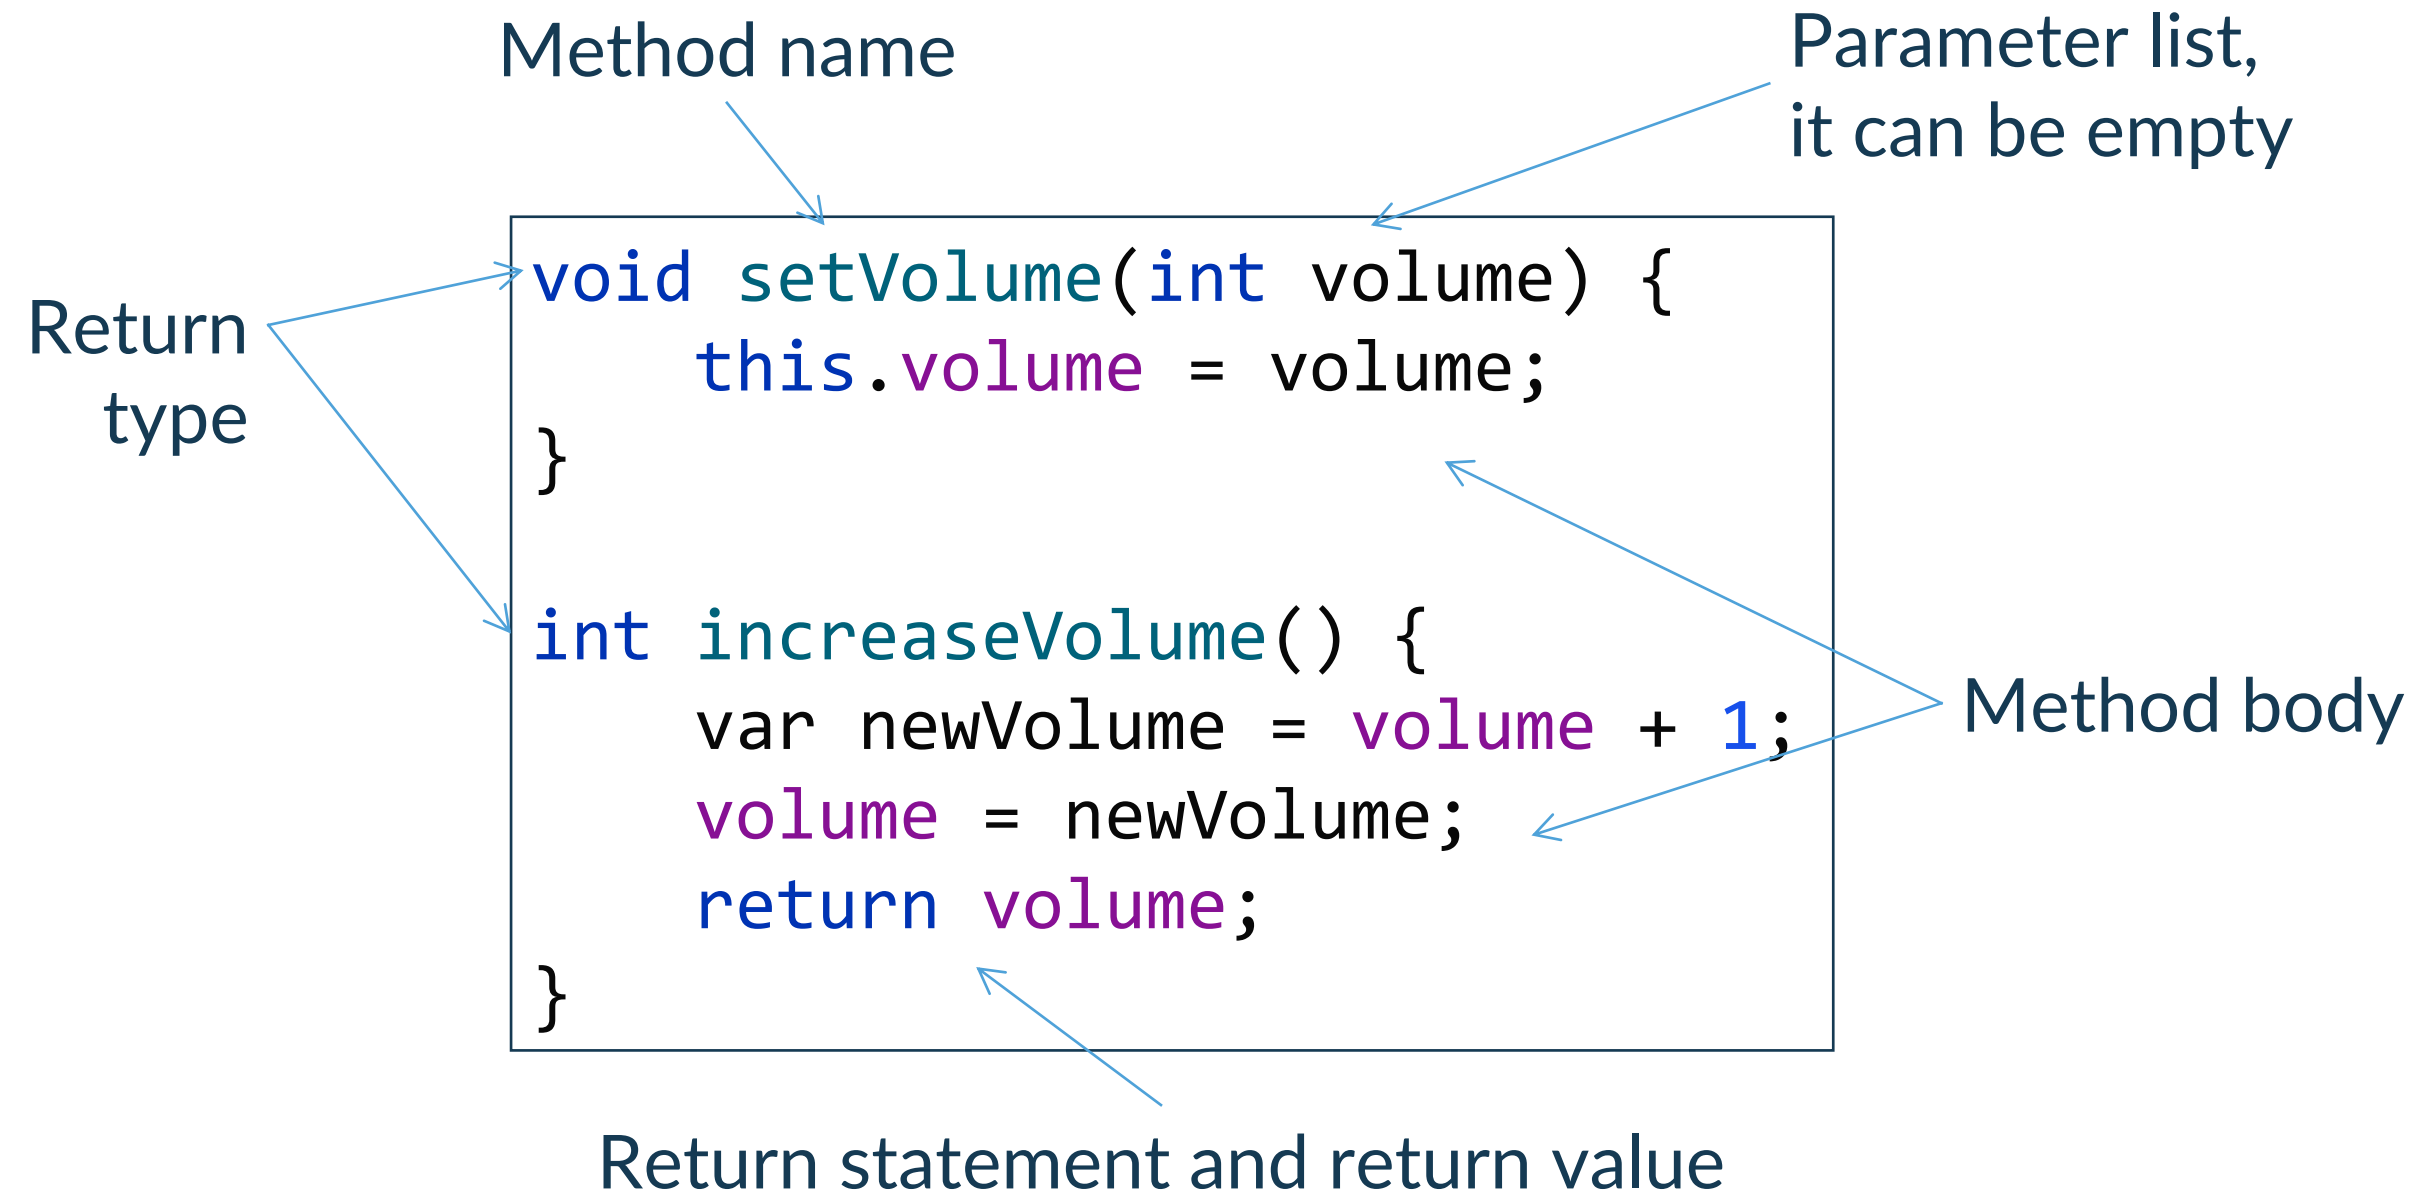 Method name
Parameter list,
it can be empty
Return
type
void setVolume(int volume) {
    this.volume = volume;
}

int increaseVolume() {
    var newVolume = volume + 1;
    volume = newVolume;
    return volume;
}
Method body
Return statement and return value